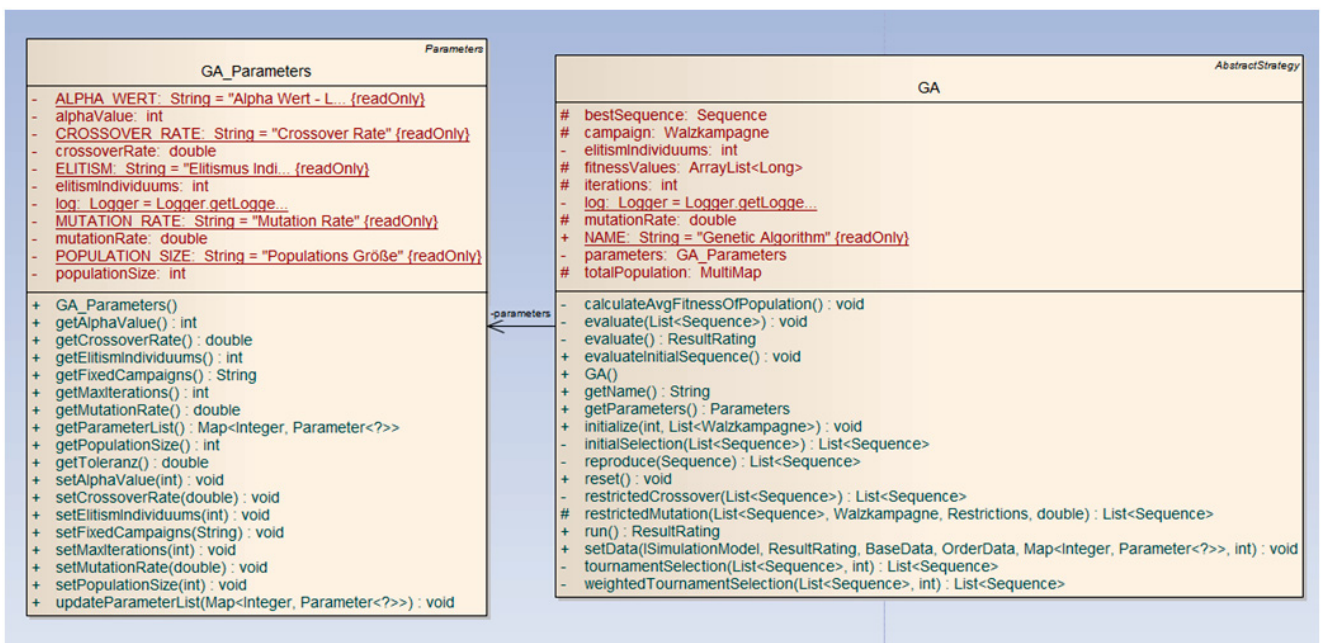 Parameters
GA_Parameters
- ALPHA_WERT: String = "Alpha Wert - L... {readOnly}
- alphaValue: int
- CROSSOVER_RATE: String = "Crossover Rate" {readOnly}
- crossoverRate: double
- ELITISM: String = "Elitismus Indi... {readOnly}
- elitismIndividuums: int
- log: Logger = Logger.getLogge...
- MUTATION_RATE: String = "Mutation Rate" {readOnly}
- mutationRate: double
- POPULATION_SIZE: String = "Populations Größe" {readOnly}
- populationSize: int
+ GA_Parameters()
+ getAlphaValue() : int
+ getCrossoverRate() : double
+ getElitismIndividuums() : int
+ getFixedCampaigns() : String
+ getMaxIterations() : int
+ getMutationRate() : double
+ getParameterList() : Map<Integer, Parameter<?>>
+ getPopulationSize() : int
+ getToleranz() : double
+ setAlphaValue(int) : void
+ setCrossoverRate(double) : void
+ setElitismIndividuums(int) : void
+ setFixedCampaigns(String) : void
+ setMaxIterations(int) : void
+ setMutationRate(double) : void
+ setPopulationSize(int) : void
+ updateParameterList(Map<Integer, Parameter<?>>) : void
-parameters
AbstractStrategy
GA
# bestSequence: Sequence
# campaign: Walzkampagne
- elitismIndividuums: int
# fitnessValues: ArrayList<Long>
# iterations: int
- log: Logger = Logger.getLogge...
# mutationRate: double
+ NAME: String = "Genetic Algorithm" {readOnly}
- parameters: GA_Parameters
# totalPopulation: MultiMap
- calculateAvgFitnessOfPopulation() : void
- evaluate(List<Sequence>) : void
- evaluate() : ResultRating
+ evaluateInitialSequence() : void
+ GA()
+ getName() : String
+ getParameters() : Parameters
+ initialize(int, List<Walzkampagne>) : void
- initialSelection(List<Sequence>) : List<Sequence>
- reproduce(Sequence) : List<Sequence>
+ reset() : void
- restrictedCrossover(List<Sequence>) : List<Sequence>
# restrictedMutation(List<Sequence>, Walzkampagne, Restrictions, double) : List<Sequence>
+ run() : ResultRating
+ setData(ISimulationModel, ResultRating, BaseData, OrderData, Map<Integer, Parameter<?>>, int) : void
- tournamentSelection(List<Sequence>, int) : List<Sequence>
- weightedTournamentSelection(List<Sequence>, int) : List<Sequence>